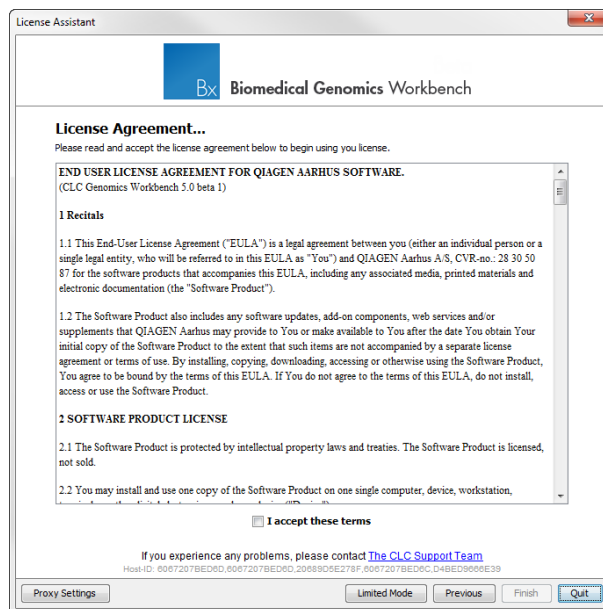 License Assistant
Bx Biomedical Genomics Workbench
License Agreement...
Please read and accept the license agreement below to begin using you license.
END USER LICENSE AGREEMENT FOR QIAGEN AARHUS SOFTWARE.
(CLC Genomics Workbench 5.0 beta 1)
1 Recitals
1.1 This End-User License Agreement ("EULA") is a legal agreement between you (either an individual person or a
single legal entity, who will be referred to in this EULA as "You") and QIAGEN Aarhus A/S, CVR-no.: 28 30 50
87 for the software products that accompanies this EULA, including any associated media, printed materials and
electronic documentation (the "Software Product").
1.2 The Software Product also includes any software updates, add-on components, web services and/or
supplements that QIAGEN Aarhus may provide to You or make available to You after the date You obtain Your
initial copy of the Software Product to the extent that such items are not accompanied by a separate license
agreement or terms of use. By installing, copying, downloading, accessing or otherwise using the Software Product,
You agree to be bound by the terms of this EULA. If You do not agree to the terms of this EULA, do not install,
access or use the Software Product.
2 SOFTWARE PRODUCT LICENSE
2.1 The Software Product is protected by intellectual property laws and treaties. The Software Product is licensed,
not sold.
2.2 You may install and use one copy of the Software Product on one single computer, device, workstation,
I accept these terms
If you experience any problems, please contact The CLC Support Team
Host-ID: 6067207BED6D,6067207BED6D,20689D5E278F,6067207BED6C,D4BED9666E39
Proxy Settings Limited Mode Previous Finish Quit